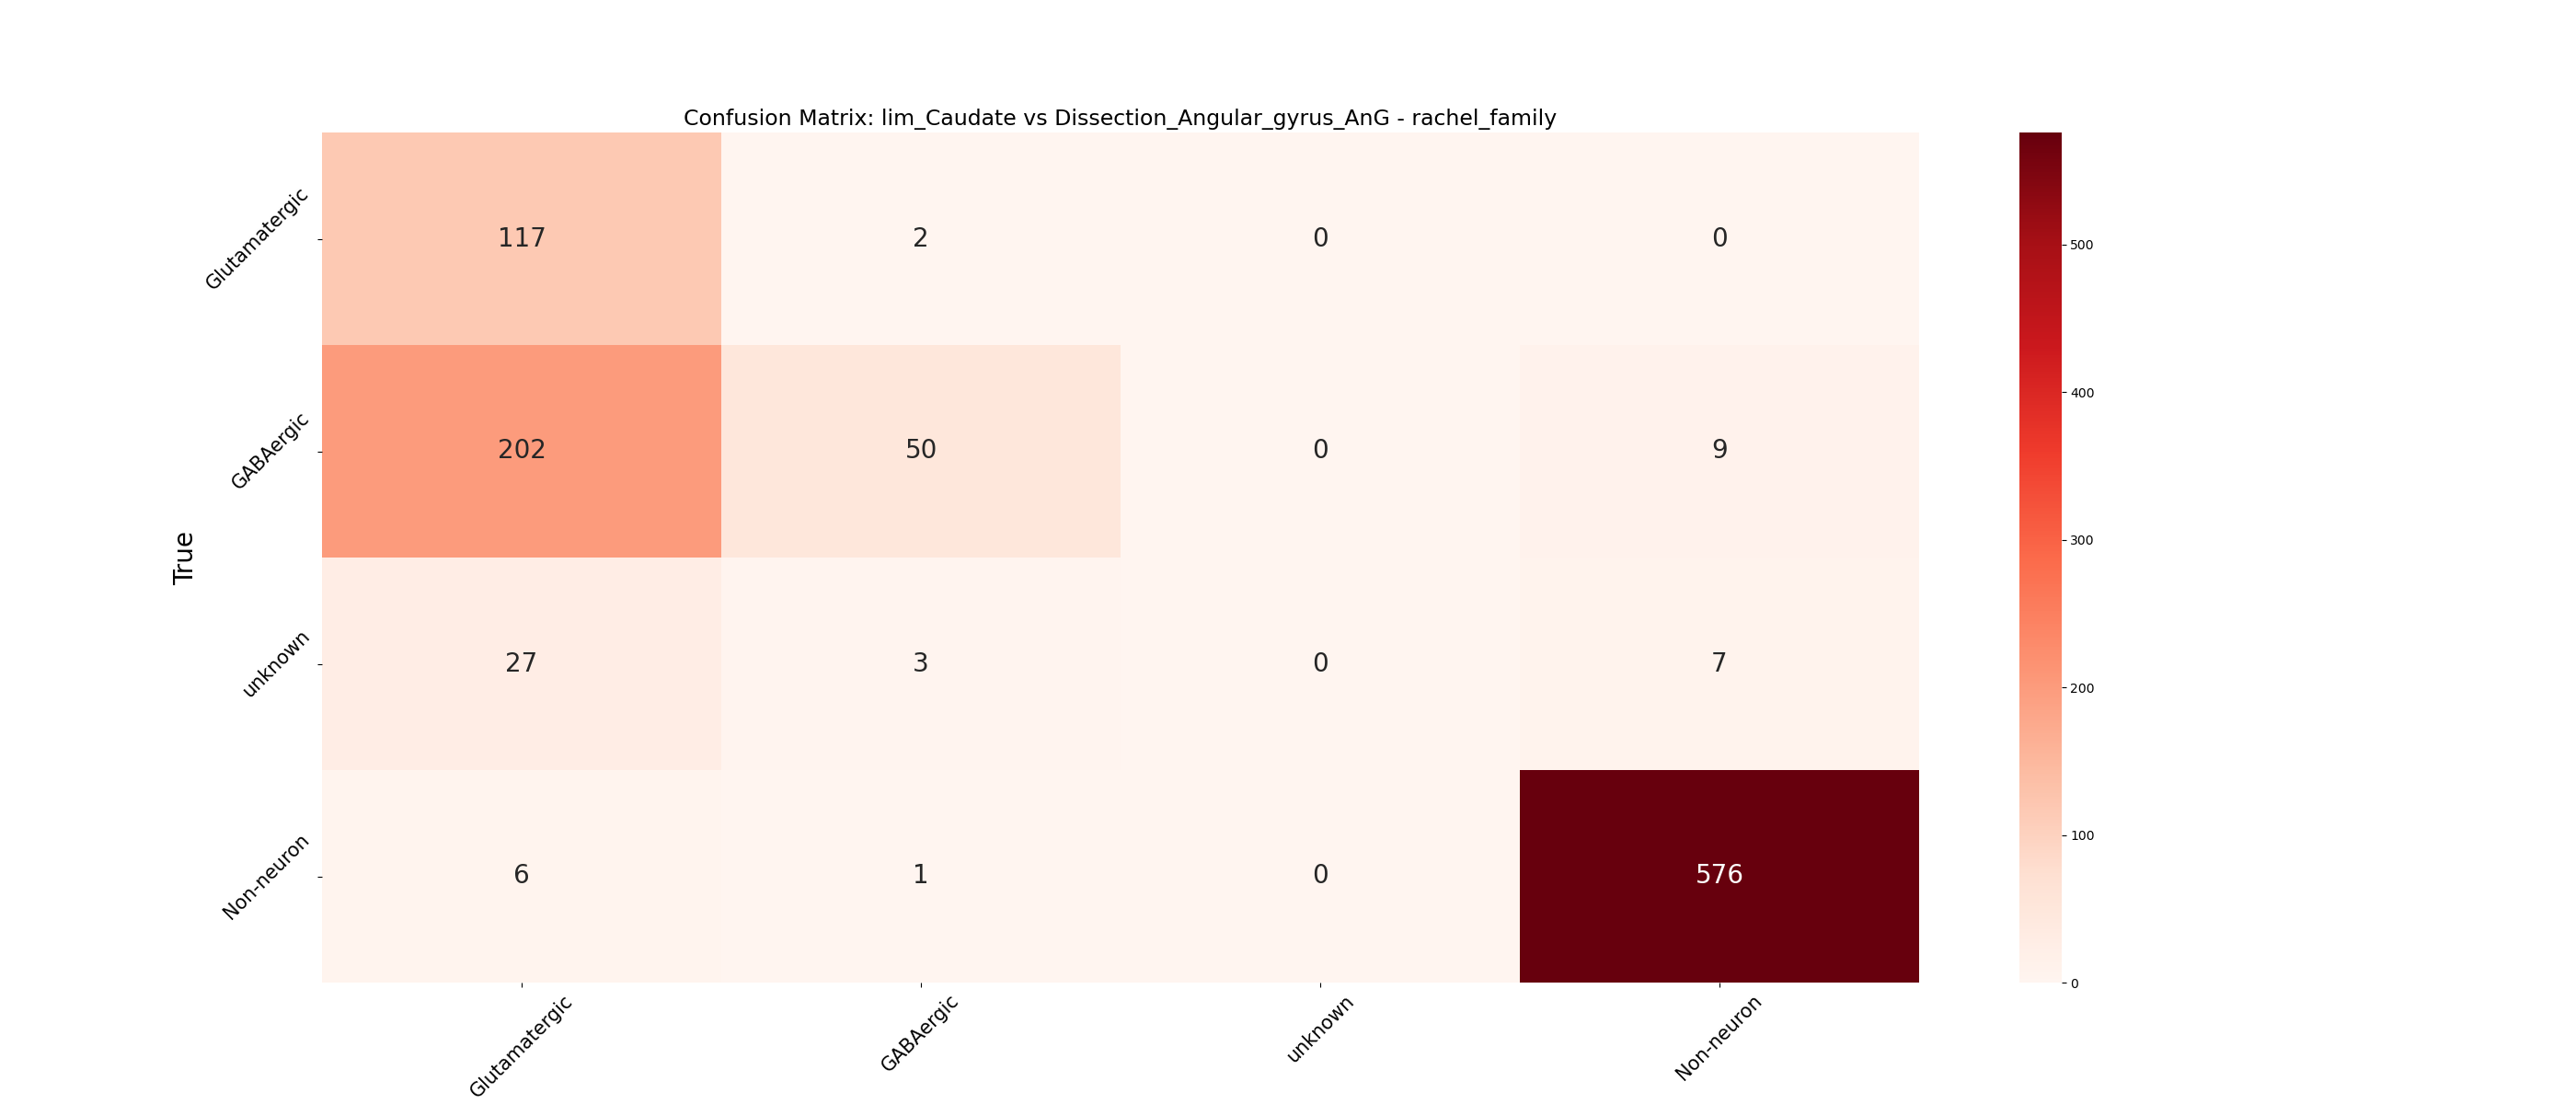 Confusion Matrix: lim_Caudate vs Dissection_Angular_gyrus_AnG - rachel_family
True
Glutamatergic 117 2 0 0
GABAergic 202 50 0 9
unknown 27 3 0 7
Non-neuron 6 1 0 576
Glutamatergic GABAergic unknown Non-neuron
500
400
300
200
100
0